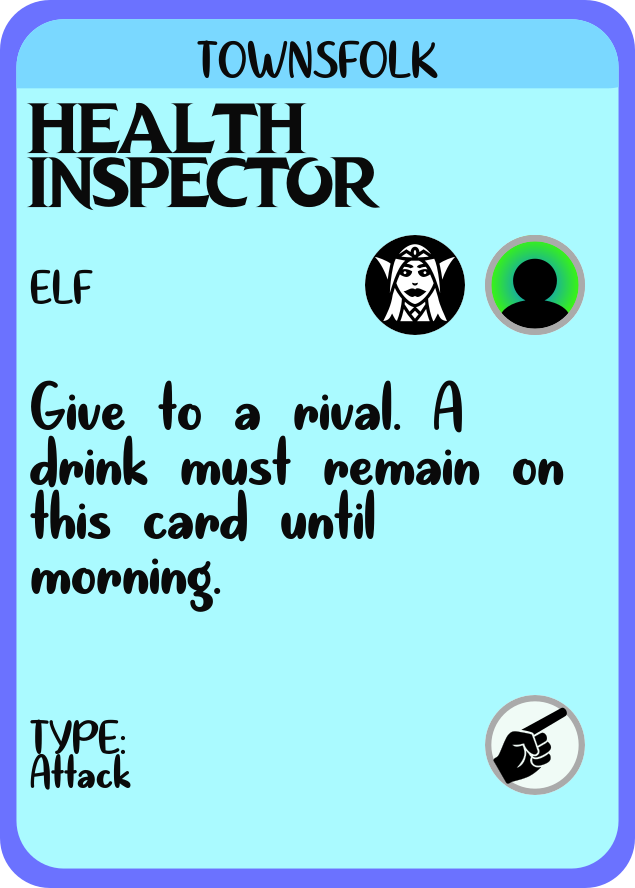 TOWNSFOLK
HEALTH
INSPECTOR
ELF
Give to a rival. A
drink must remain on
this card until
morning.
TYPE:
Attack